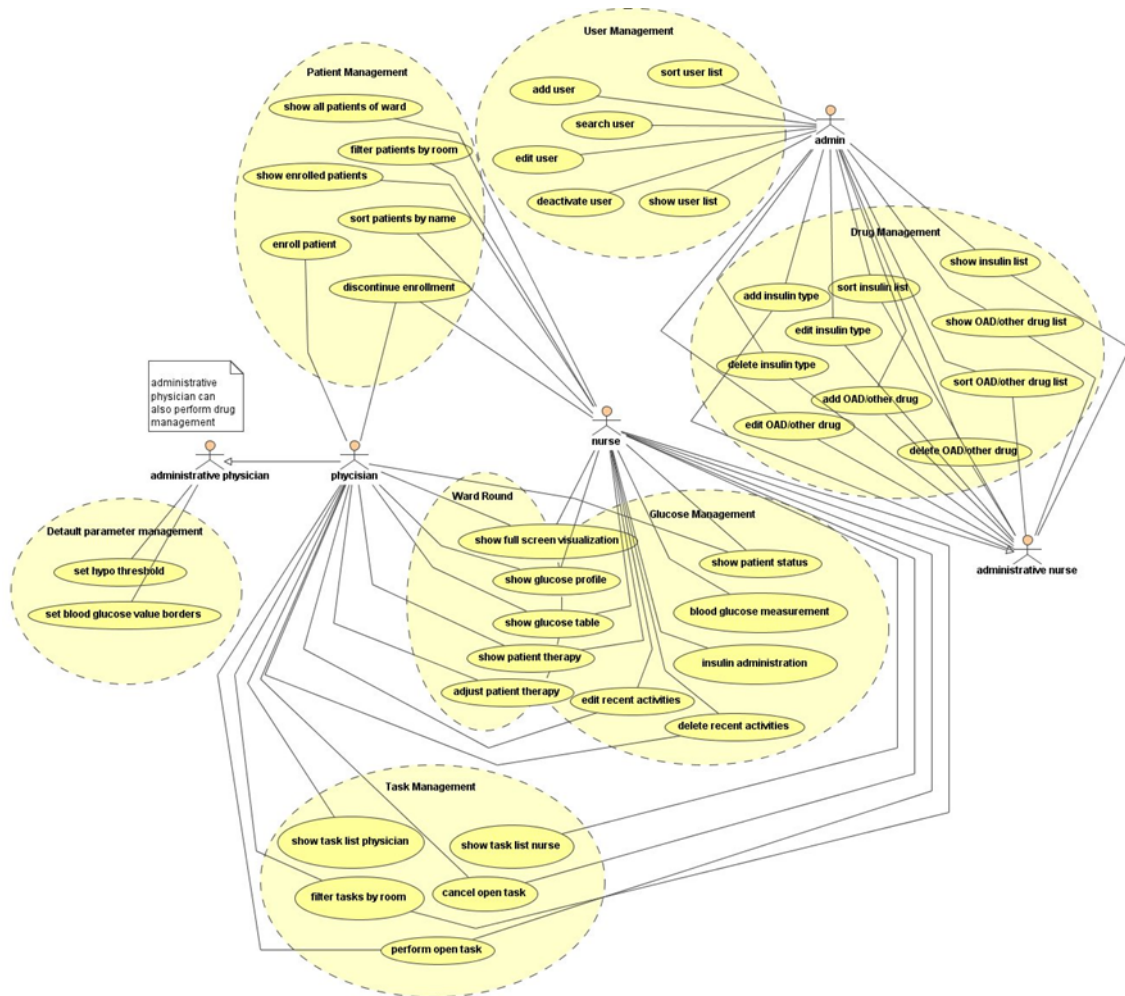 User Management
sort user list
add user
search user
edit user
deactivate user
show user list
admin
Patient Management
show all patients of ward
filter patients by room
show enrolled patients
sort patients by name
enroll patient
discontinue enrollment
Drug Management
show insulin list
add insulin type
sort insulin list
edit insulin type
show OAD/other drug list
delete insulin type
sort OAD/other drug list
add OAD/other drug
edit OAD/other drug
delete OAD/other drug
administrative
physician can
also perform drug
management
administrative physician
phycisian
nurse
administrative nurse
Detault parameter management
set hypo threshold
set blood glucose value borders
Ward Round
Glucose Management
show full screen visualization
show patient status
show glucose profile
blood glucose measurement
show glucose table
show patient therapy
insulin administration
adjust patient therapy
edit recent activities
delete recent activities
Task Management
show task list physician
show task list nurse
filter tasks by room
cancel open task
perform open task